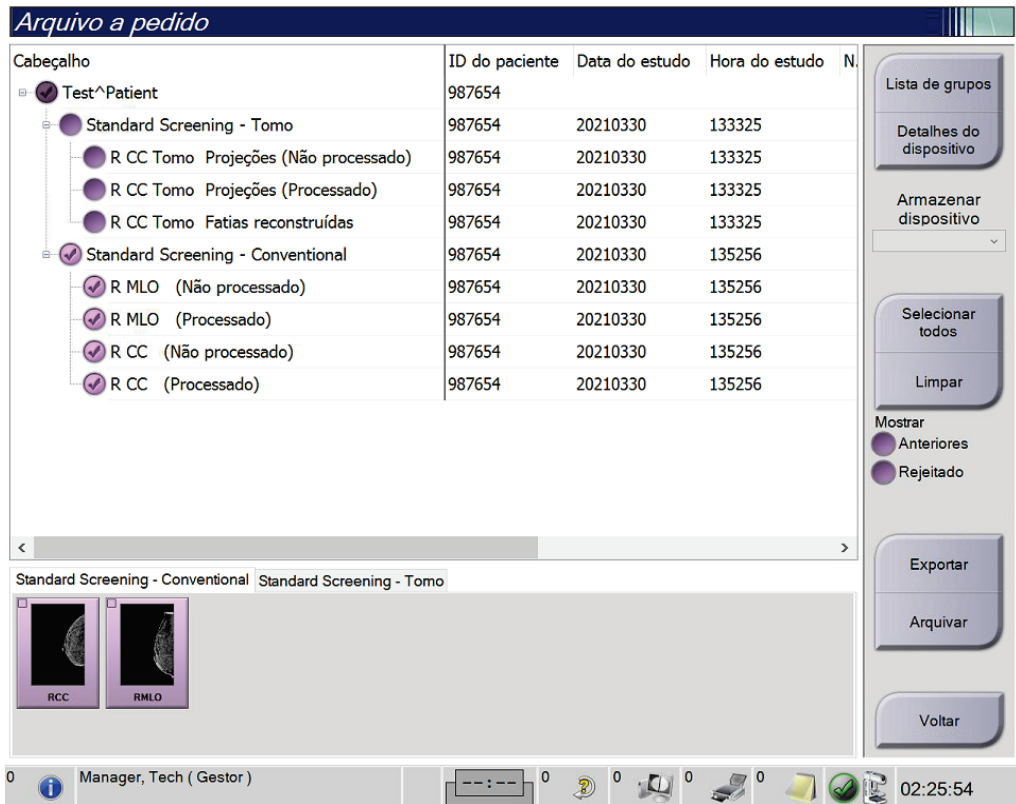 Arquivo a pedido
Cabeçalho ID do paciente Data do estudo Hora do estudo N.
Test^Patient 987654
Standard Screening - Tomo 987654 20210330 133325
R CC Tomo Projeções (Não processado) 987654 20210330 133325
R CC Tomo Projeções (Processado) 987654 20210330 133325
R CC Tomo Fatias reconstruídas 987654 20210330 133325
Standard Screening - Conventional 987654 20210330 135256
R MLO (Não processado) 987654 20210330 135256
R MLO (Processado) 987654 20210330 135256
R CC (Não processado) 987654 20210330 135256
R CC (Processado) 987654 20210330 135256
Lista de grupos
Detalhes do
dispositivo
Armazenar
dispositivo
Selecionar
todos
Limpar
Mostrar
Anteriores
Rejeitado
Exportar
Arquivar
Voltar
Standard Screening - Conventional Standard Screening - Tomo
RCC RMLO
0 Manager, Tech ( Gestor ) --:-- 0 0 0 0 02:25:54